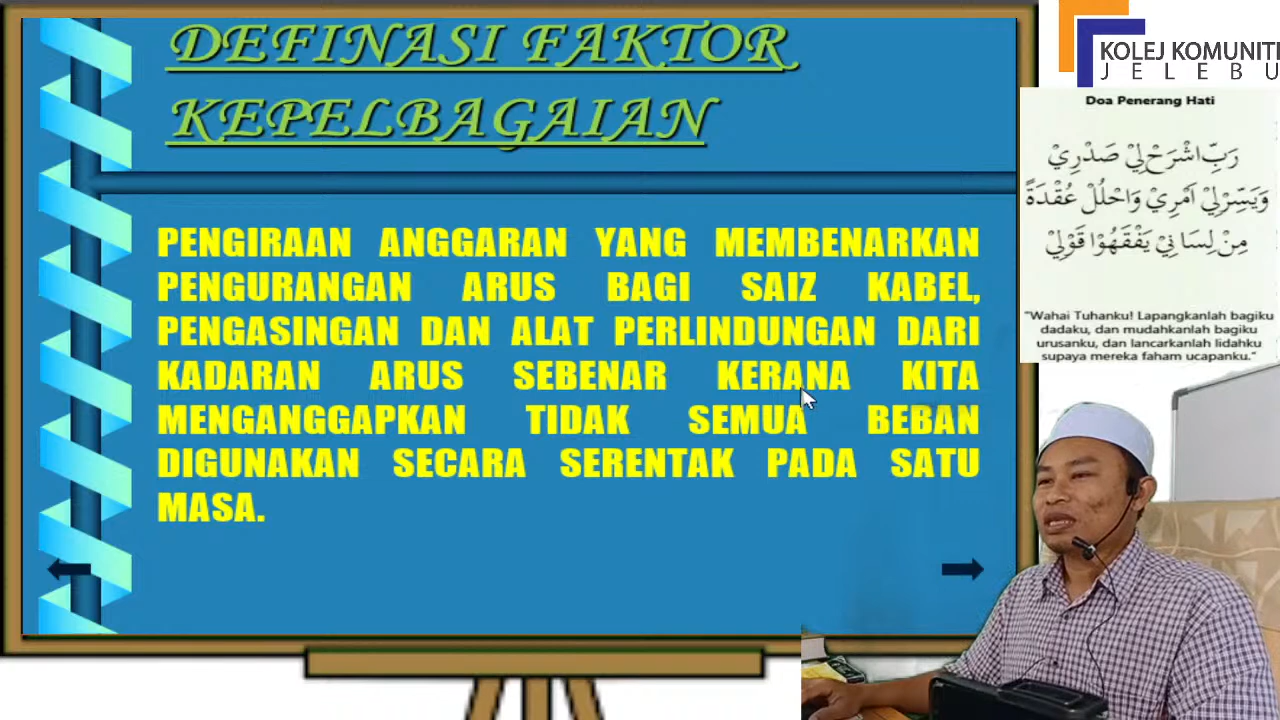 DEFINASI FAKTOR
KEPELBAGAIAN
PENGIRAAN ANGGARAN YANG MEMBENARKAN
PENGURANGAN ARUS BAGI SAIZ KABEL,
PENGASINGAN DAN ALAT PERLINDUNGAN DARI
KADARAN ARUS SEBENAR KERANA KITA
MENGANGGAPKAN TIDAK SEMUA BEBAN
DIGUNAKAN SECARA SERENTAK PADA SATU
MASA.
KOLEJ KOMUNITI
JELEBU
Doa Penerang Hati
رَبِّ اشْرَحْ لِيْ صَدْرِيْ
وَيَسِّرْ لِيْ اَمْرِيْ وَاحْلُلْ عُقْدَةً
مِنْ لِسَانِيْ يَفْقَهُوْا قَوْلِيْ
"Wahai Tuhanku! Lapangkanlah bagiku
dadaku, dan mudahkanlah bagiku
urusanku, dan lancarkanlah lidahku
supaya mereka faham ucapanku."